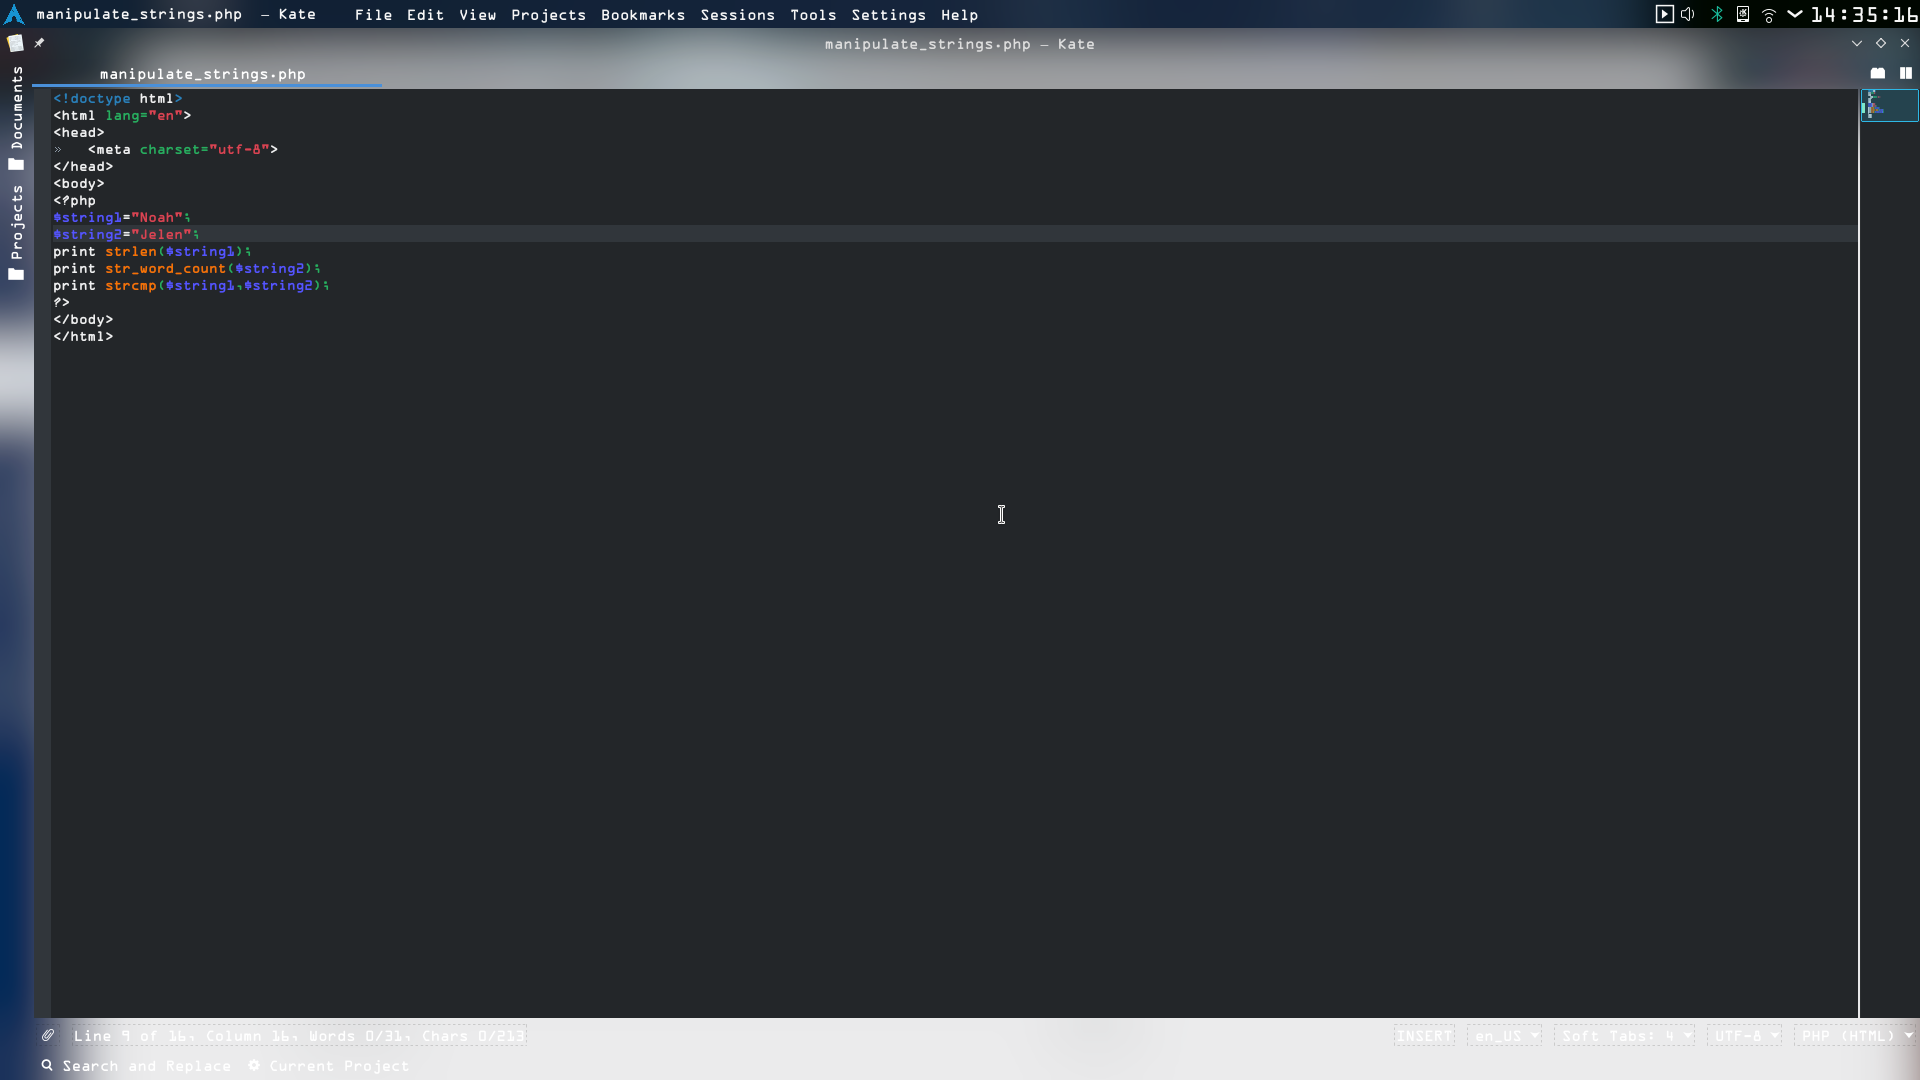 manipulate_strings.php — Kate File Edit View Projects Bookmarks Sessions Tools Settings Help 14:35:16
manipulate_strings.php — Kate
manipulate_strings.php
Documents
Projects
<!doctype html>
<html lang="en">
<head>
» <meta charset="utf-8">
</head>
<body>
<?php
$string1="Noah";
$string2="Jelen";
print strlen($string1);
print str_word_count($string2);
print strcmp($string1,$string2);
?>
</body>
</html>
Line 9 of 16, Column 16, Words 0/31, Chars 0/213 INSERT en_US Soft Tabs: 4 UTF-8 PHP (HTML)
Search and Replace Current Project